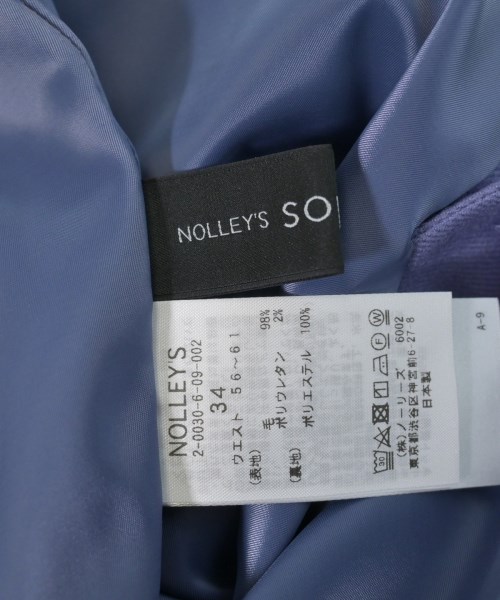 NOLLEY'S SO
NOLLEY'S
2-0030-6-09-002
34
ウエスト 56~61
(表地)
毛 98%
ポリウレタン 2%
(裏地)
ポリエステル 100%
6002
(株)ノーリーズ
東京都渋谷区神宮前6-27-8
日本製
A-9